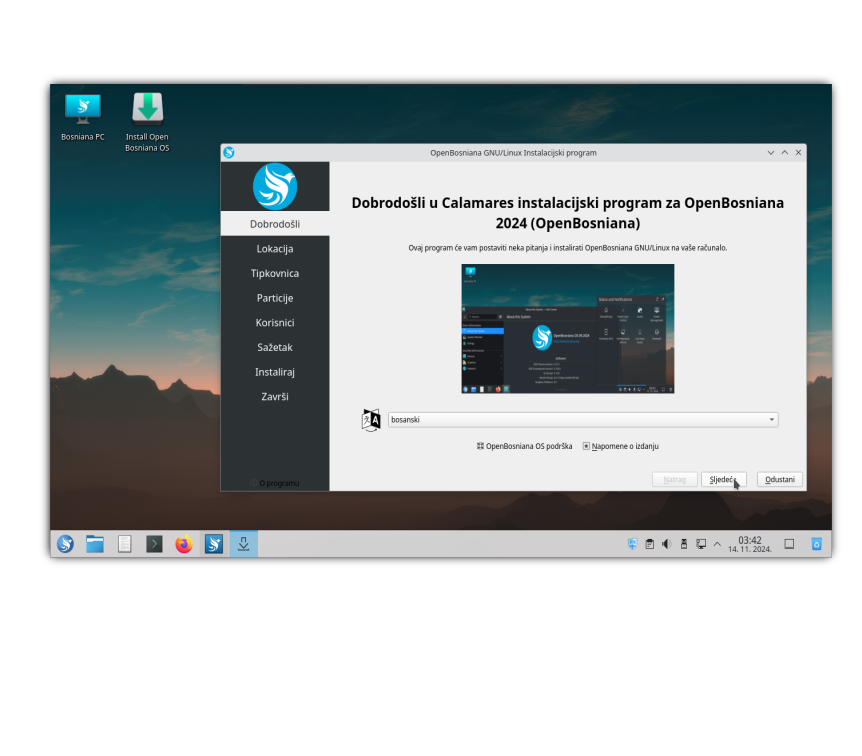 Bosniana PC
Install Open
Bosniana OS
OpenBosniana GNU/Linux Instalacijski program
Dobrodošli
Lokacija
Tipkovnica
Particije
Korisnici
Sažetak
Instaliraj
Završi
O programu
Dobrodošli u Calamares instalacijski program za OpenBosniana
2024 (OpenBosniana)
Ovaj program će vam postaviti neka pitanja i instalirati OpenBosniana GNU/Linux na vaše računalo.
bosanski
OpenBosniana OS podrška
Napomene o izdanju
Natrag
Sljedeće
Odustani
03:42
14. 11. 2024.